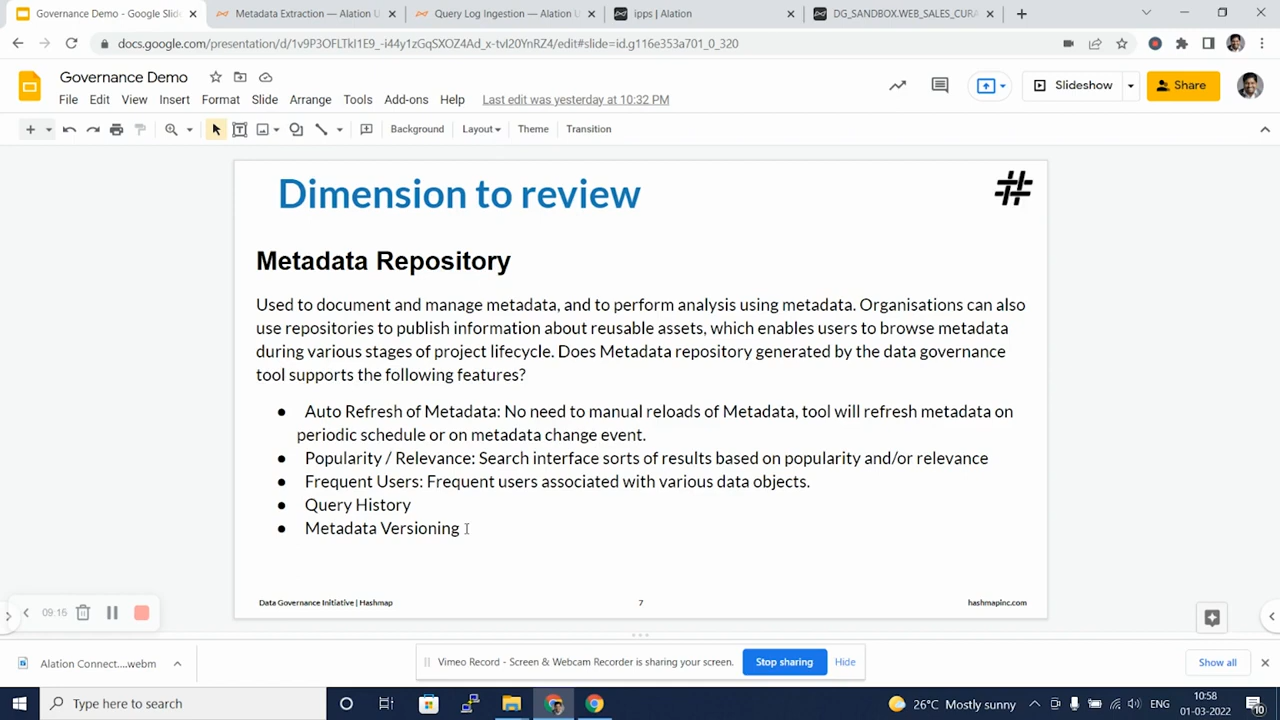 Governance Demo - Google Slid
Metadata Extraction — Alation U
Query Log Ingestion — Alation U
ipps | Alation
DG_SANDBOX.WEB_SALES_CURA
docs.google.com/presentation/d/1v9P3OFLTkI1E9_-i44y1zGqSXOZ4Ad_x-tvI20YnRZ4/edit#slide=id.g116e353a701_0_320
Governance Demo
File Edit View Insert Format Slide Arrange Tools Add-ons Help Last edit was yesterday at 10:32 PM
Slideshow
Share
Background Layout Theme Transition
Dimension to review
Metadata Repository
Used to document and manage metadata, and to perform analysis using metadata. Organisations can also
use repositories to publish information about reusable assets, which enables users to browse metadata
during various stages of project lifecycle. Does Metadata repository generated by the data governance
tool supports the following features?
● Auto Refresh of Metadata: No need to manual reloads of Metadata, tool will refresh metadata on
periodic schedule or on metadata change event.
● Popularity / Relevance: Search interface sorts of results based on popularity and/or relevance
● Frequent Users: Frequent users associated with various data objects.
● Query History
● Metadata Versioning
Data Governance Initiative | Hashmap
7
hashmapinc.com
09:16
Alation Connect....webm
Vimeo Record - Screen & Webcam Recorder is sharing your screen.
Stop sharing
Hide
Show all
Type here to search
26°C Mostly sunny
ENG
10:58
01-03-2022
10